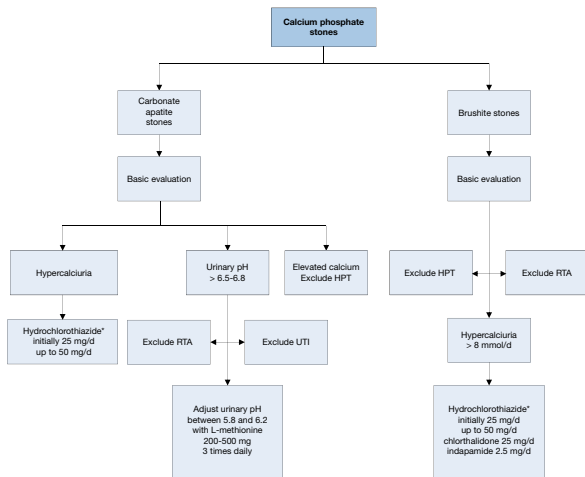 Calcium phosphate
stones
Carbonate
apatite
stones
Brushite stones
Basic evaluation
Basic evaluation
Hypercalciuria
Urinary pH
> 6.5-6.8
Elevated calcium
Exclude HPT
Exclude HPT
Exclude RTA
Hydrochlorothiazide*
initially 25 mg/d
up to 50 mg/d
Exclude RTA
Exclude UTI
Hypercalciuria
> 8 mmol/d
Adjust urinary pH
between 5.8 and 6.2
with L-methionine
200-500 mg
3 times daily
Hydrochlorothiazide*
initially 25 mg/d
up to 50 mg/d
chlorthalidone 25 mg/d
indapamide 2.5 mg/d